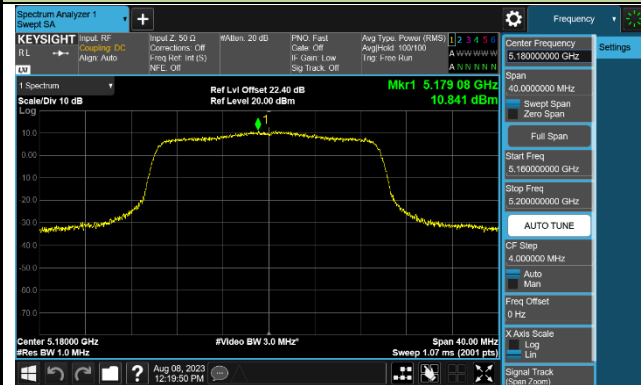 Spectrum Analyzer 1
Swept SA
Frequency
KEYSIGHT
RL
Input: RF
Coupling: DC
Align: Auto
Input Z: 50 Ω
Corrections: Off
Freq Ref: Int (S)
NFE: Off
#Atten: 20 dB
PNO: Fast
Gate: Off
IF Gain: Low
Sig Track: Off
Avg Type: Power (RMS)
Avg|Hold: 100/100
Trig: Free Run
1 2 3 4 5 6
A W W W W W
A N N N N N
1 Spectrum
Scale/Div 10 dB
Log
Ref Lvl Offset 22.40 dB
Ref Level 20.00 dBm
Mkr1 5.179 08 GHz
10.841 dBm
1
10.0
0.00
10.0
20.0
30.0
40.0
50.0
60.0
70.0
Center 5.18000 GHz
#Res BW 1.0 MHz
#Video BW 3.0 MHz*
Span 40.00 MHz
Sweep 1.07 ms (2001 pts)
Aug 08, 2023
12:19:50 PM
Center Frequency
5.180000000 GHz
Span
40.0000000 MHz
Swept Span
Zero Span
Full Span
Start Freq
5.160000000 GHz
Stop Freq
5.200000000 GHz
AUTO TUNE
CF Step
4.000000 MHz
Auto
Man
Freq Offset
0 Hz
X Axis Scale
Log
Lin
Signal Track
(Span Zoom)
Settings